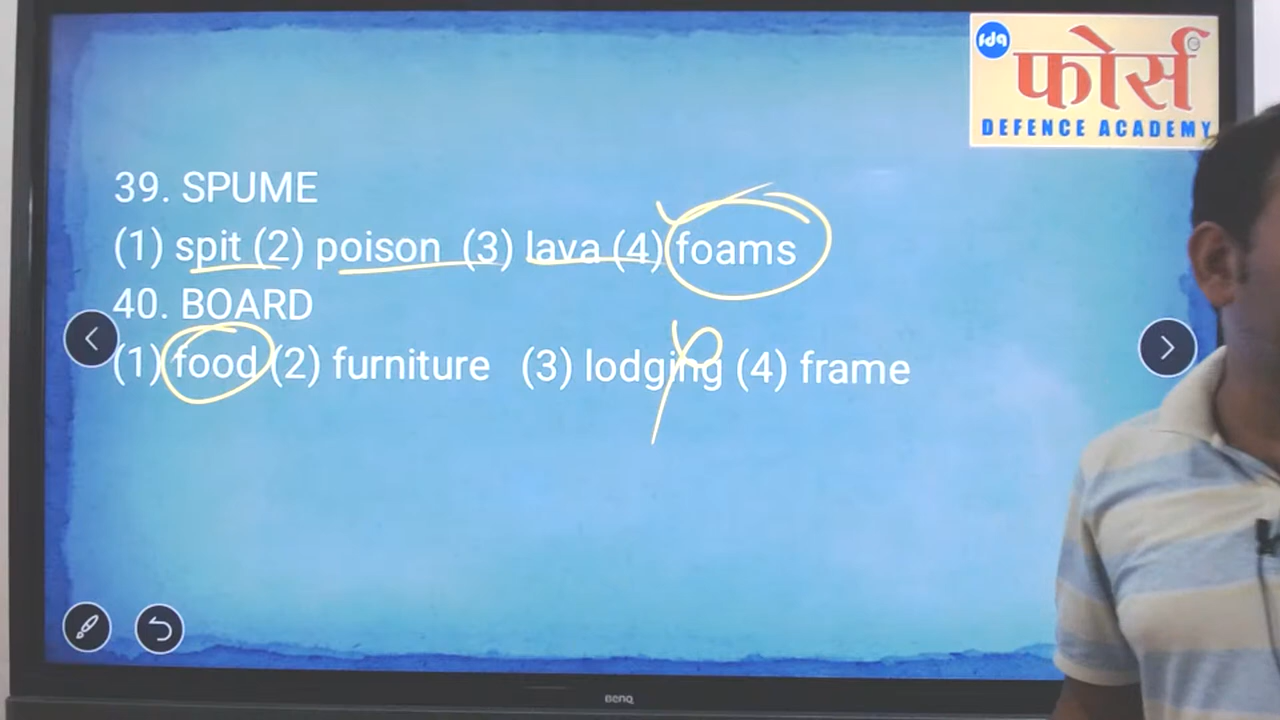 fda
फोर्स
DEFENCE ACADEMY
39. SPUME
(1) spit (2) poison (3) lava (4) foams
40. BOARD
(1) food (2) furniture (3) lodging (4) frame
BenQ